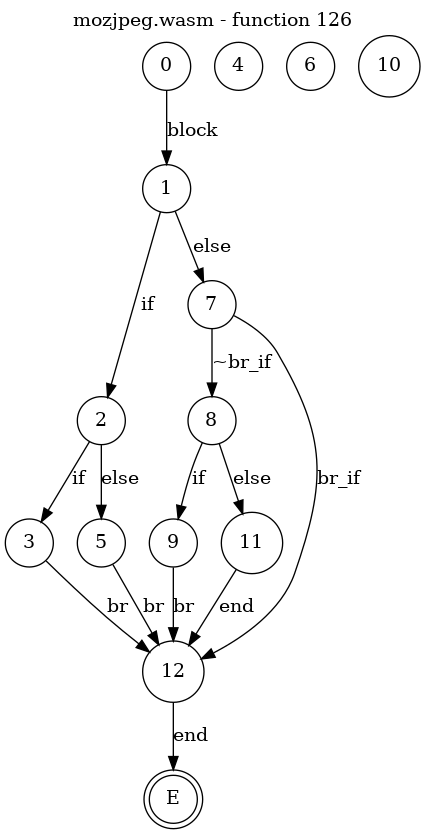 mozjpeg.wasm - function 126
0 4 6 10
block
1
else
if
7
~br_if
2 8
if else if else br_if
3 5 9 11
br br br end
12
end
E